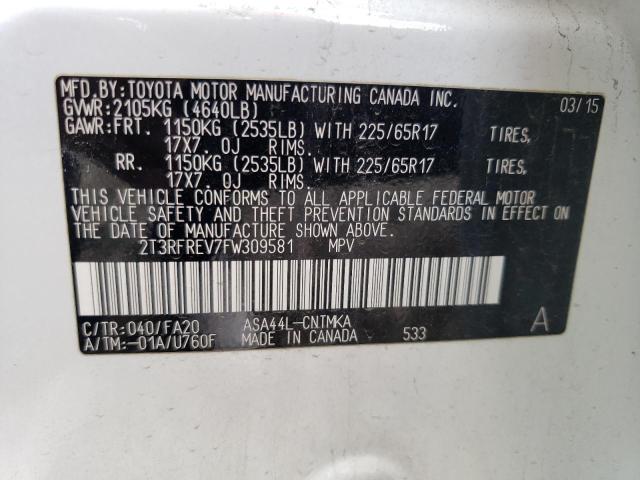 MFD.BY:TOYOTA MOTOR MANUFACTURING CANADA INC. 03/15
GVWR:2105KG (4640LB)
GAWR:FRT. 1150KG (2535LB) WITH 225/65R17 TIRES,
17X7.0J RIMS.
RR. 1150KG (2535LB) WITH 225/65R17 TIRES,
17X7.0J RIMS.
THIS VEHICLE CONFORMS TO ALL APPLICABLE FEDERAL MOTOR
VEHICLE SAFETY AND THEFT PREVENTION STANDARDS IN EFFECT ON
THE DATE OF MANUFACTURE SHOWN ABOVE.
2T3RFREV7FW309581 MPV
C/TR:040/FA20 ASA44L-CNTMKA
A/TM:-01A/U760F MADE IN CANADA 533 A